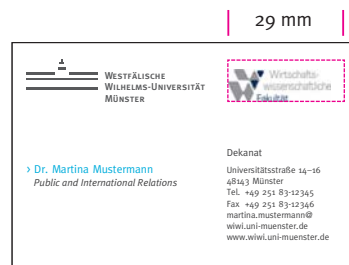 29 mm
Westfälische
Wilhelms-Universität
Münster
Wirtschafts-
wissenschaftliche
Fakultät
> Dr. Martina Mustermann
Public and International Relations
Dekanat
Universitätsstraße 14–16
48143 Münster
Tel. +49 251 83-12345
Fax +49 251 83-12346
martina.mustermann@
wiwi.uni-muenster.de
www.wiwi.uni-muenster.de